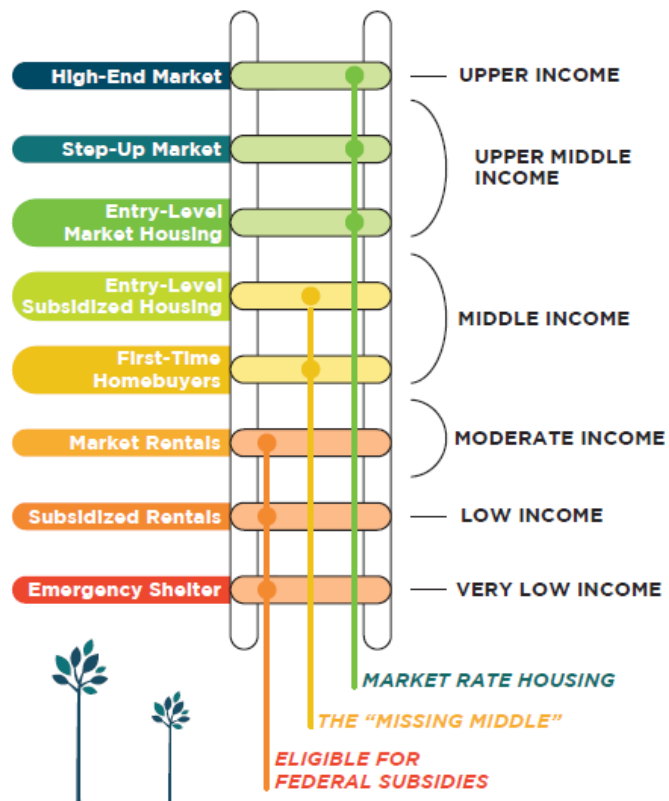 High-End Market
UPPER INCOME
Step-Up Market
UPPER MIDDLE
INCOME
Entry-Level
Market Housing
Entry-Level
Subsidized Housing
MIDDLE INCOME
First-Time
Homebuyers
Market Rentals
MODERATE INCOME
Subsidized Rentals
LOW INCOME
Emergency Shelter
VERY LOW INCOME
MARKET RATE HOUSING
THE “MISSING MIDDLE”
ELIGIBLE FOR
FEDERAL SUBSIDIES